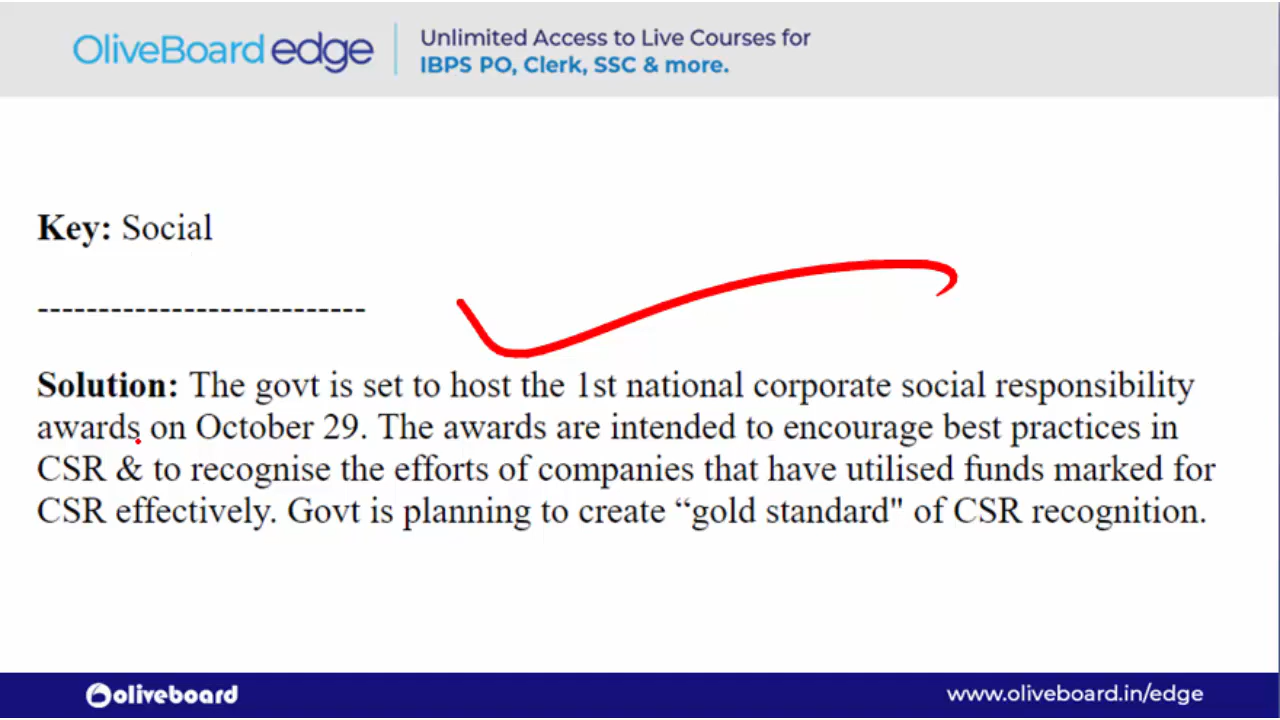 OliveBoard edge
Unlimited Access to Live Courses for
IBPS PO, Clerk, SSC & more.
Key: Social
---------------------------
Solution: The govt is set to host the 1st national corporate social responsibility
awards on October 29. The awards are intended to encourage best practices in
CSR & to recognise the efforts of companies that have utilised funds marked for
CSR effectively. Govt is planning to create “gold standard" of CSR recognition.
oliveboard
www.oliveboard.in/edge